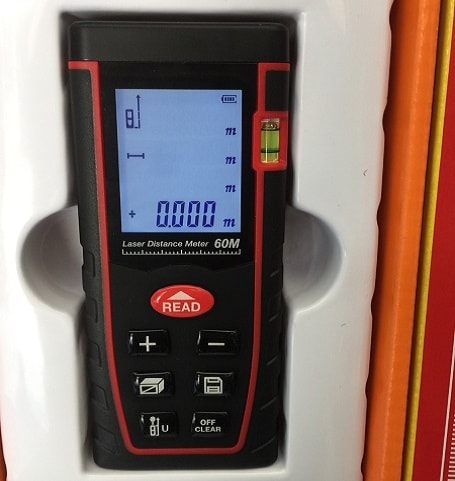 m
m
m
+ 0.000 m
Laser Distance Meter 60M
READ
+ −
U OFF
CLEAR